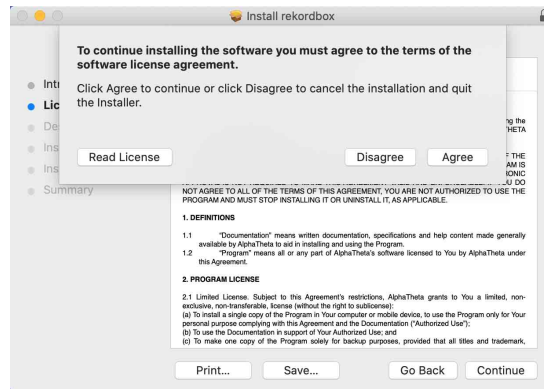 Install rekordbox
To continue installing the software you must agree to the terms of the
software license agreement.
Click Agree to continue or click Disagree to cancel the installation and quit
the Installer.
Read License
Disagree
Agree
Lic
Ins
Ins
Summary
ng the
THETA
F THE
AM IS
RONIC
NOT AGREE TO ALL OF THE TERMS OF THIS AGREEMENT, YOU ARE NOT AUTHORIZED TO USE THE
PROGRAM AND MUST STOP INSTALLING IT OR UNINSTALL IT, AS APPLICABLE.
1. DEFINITIONS
1.1 "Documentation" means written documentation, specifications and help content made generally
available by AlphaTheta to aid in installing and using the Program.
1.2 "Program" means all or any part of AlphaTheta's software licensed to You by AlphaTheta under
this Agreement.
2. PROGRAM LICENSE
2.1 Limited License. Subject to this Agreement's restrictions, AlphaTheta grants to You a limited, non-
exclusive, non-transferable, license (without the right to sublicense):
(a) To install a single copy of the Program in Your computer or mobile device, to use the Program only for Your
personal purpose complying with this Agreement and the Documentation ("Authorized Use");
(b) To use the Documentation in support of Your Authorized Use; and
(c) To make one copy of the Program solely for backup purposes, provided that all titles and trademark,
Print...
Save...
Go Back
Continue